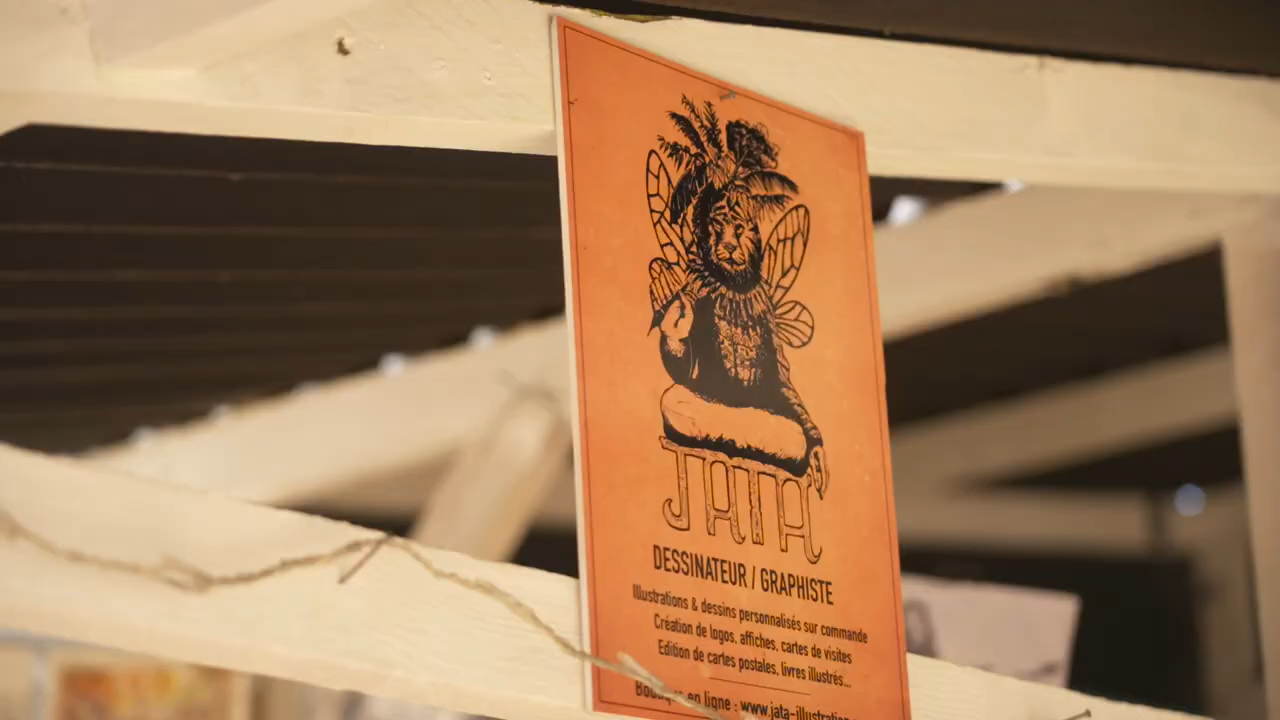 JATA
DESSINATEUR / GRAPHISTE
Illustrations & dessins personnalisés sur commande
Création de logos, affiches, cartes de visites
Edition de cartes postales, livres illustrés...
en ligne : www.jata-illustration